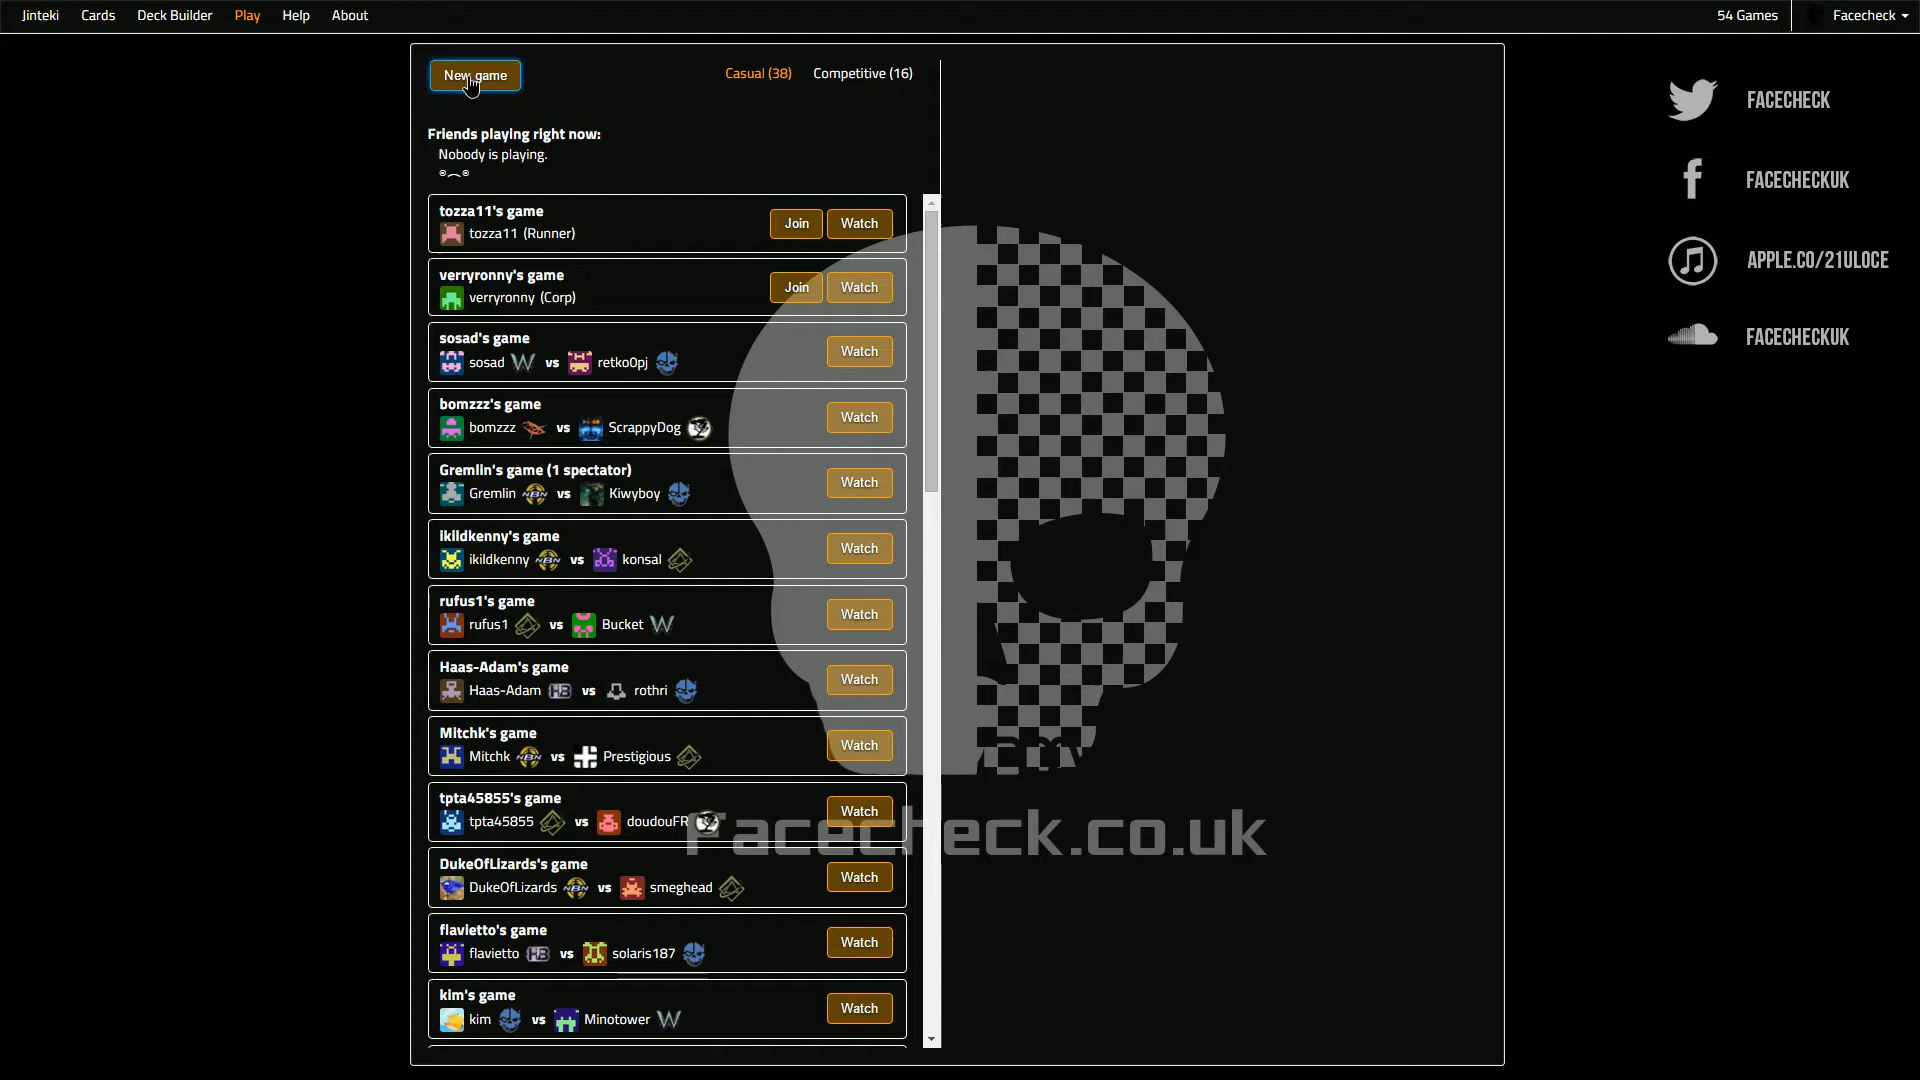 Jinteki Cards Deck Builder Play Help About 54 Games Facecheck
New game Casual (38) Competitive (16)
Friends playing right now:
Nobody is playing.
tozza11's game
tozza11 (Runner)
Join Watch
verryronny's game
verryronny (Corp)
Join Watch
sosad's game
sosad vs retko0pj
Watch
bomzzz's game
bomzzz vs ScrappyDog
Watch
Gremlin's game (1 spectator)
Gremlin NBN vs Kiwyboy
Watch
ikildkenny's game
ikildkenny NBN vs konsal
Watch
rufus1's game
rufus1 vs Bucket
Watch
Haas-Adam's game
Haas-Adam HB vs rothri
Watch
Mitchk's game
Mitchk NBN vs Prestigious
Watch
tpta45855's game
tpta45855 vs doudouFR
Watch
DukeOfLizards's game
DukeOfLizards NBN vs smeghead
Watch
flavietto's game
flavietto HB vs solaris187
Watch
kim's game
kim vs Minotower
Watch
Facecheck.co.uk
FACECHECK
FACECHECKUK
APPLE.CO/21ULOCE
FACECHECKUK